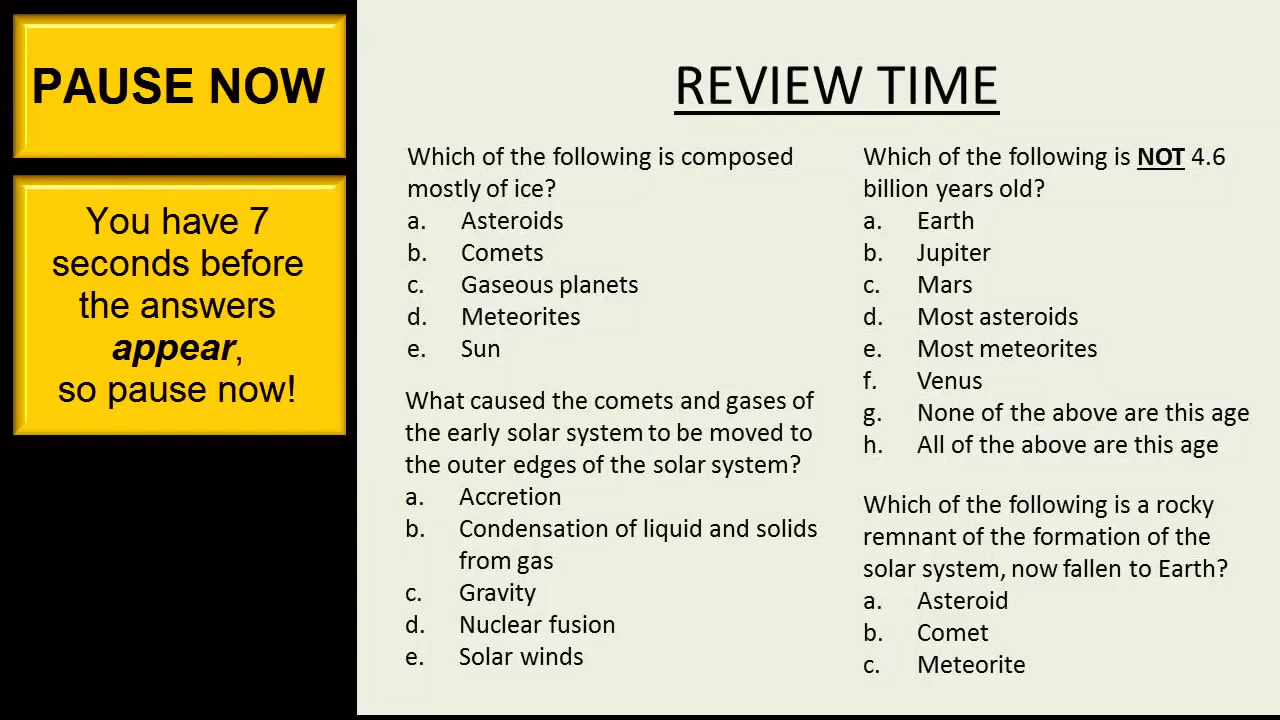 PAUSE NOW
You have 7
seconds before
the answers
appear,
so pause now!
REVIEW TIME
Which of the following is composed
mostly of ice?
a. Asteroids
b. Comets
c. Gaseous planets
d. Meteorites
e. Sun
What caused the comets and gases of
the early solar system to be moved to
the outer edges of the solar system?
a. Accretion
b. Condensation of liquid and solids
from gas
c. Gravity
d. Nuclear fusion
e. Solar winds
Which of the following is NOT 4.6
billion years old?
a. Earth
b. Jupiter
c. Mars
d. Most asteroids
e. Most meteorites
f. Venus
g. None of the above are this age
h. All of the above are this age
Which of the following is a rocky
remnant of the formation of the
solar system, now fallen to Earth?
a. Asteroid
b. Comet
c. Meteorite